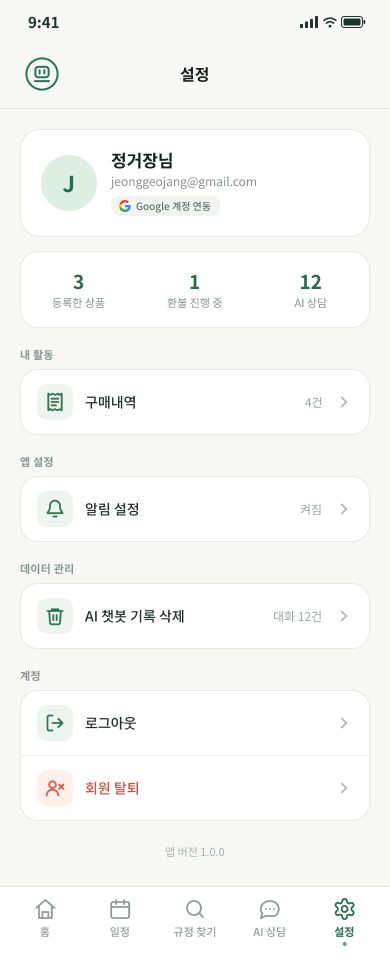 9:41
설정
정거장님
J
jeonggeojang@gmail.com
Google 계정 연동
3 1 12
등록한 상품 환불 진행 중 AI 상담
내 활동
구매내역 4건
앱 설정
알림 설정 켜짐
데이터 관리
AI 챗봇 기록 삭제 대화 12건
계정
로그아웃
회원 탈퇴
앱 버전 1.0.0
홈 일정 규정 찾기 AI 상담 설정